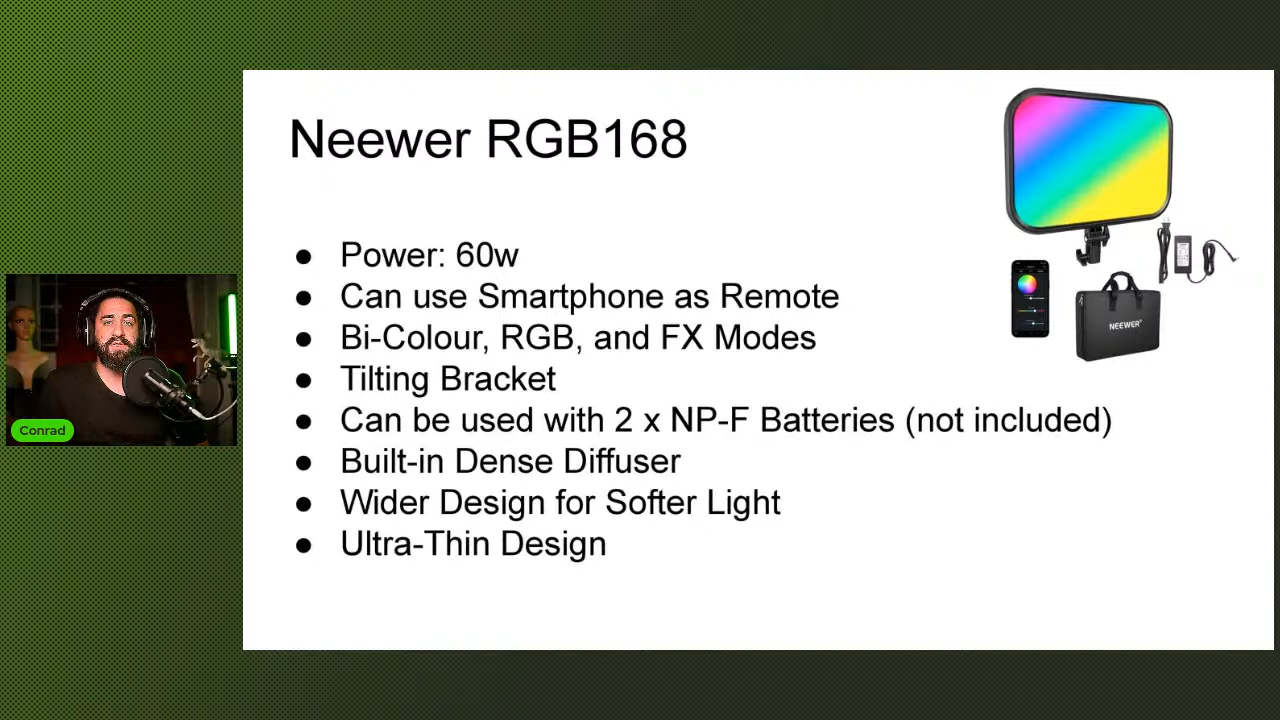 Neewer RGB168
● Power: 60w
● Can use Smartphone as Remote
● Bi-Colour, RGB, and FX Modes
● Tilting Bracket
● Can be used with 2 x NP-F Batteries (not included)
● Built-in Dense Diffuser
● Wider Design for Softer Light
● Ultra-Thin Design
NEEWER
Conrad